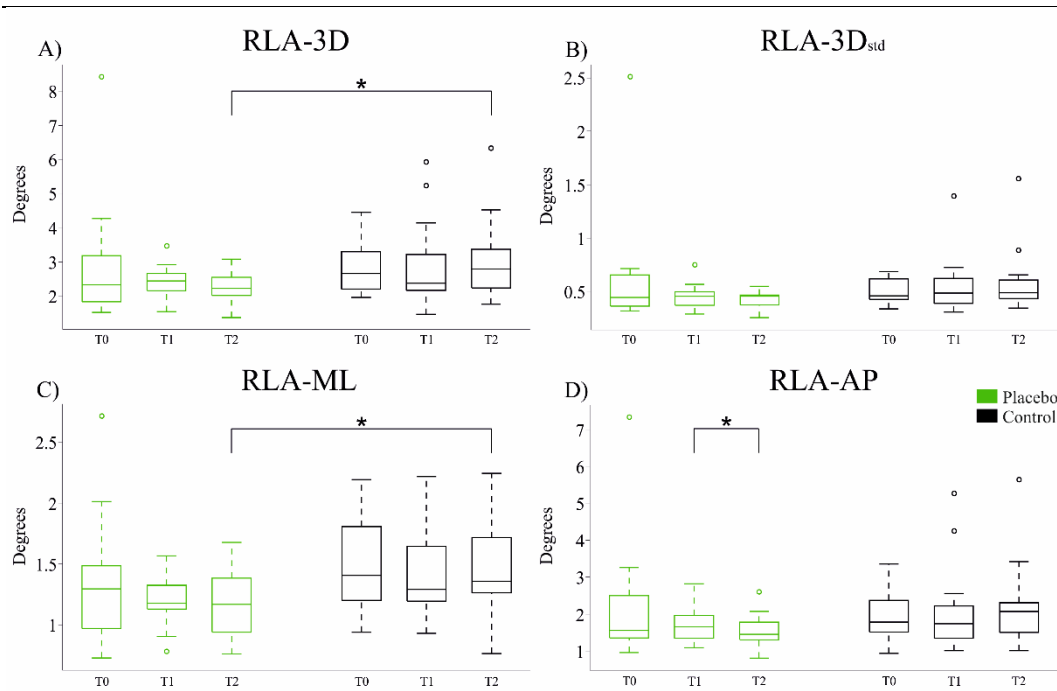 A) RLA-3D
Degrees
8
7
6
5
4
3
2
*
T0 T1 T2 T0 T1 T2
B) RLA-3Dstd
Degrees
2.5
2
1.5
1
0.5
T0 T1 T2 T0 T1 T2
C) RLA-ML
Degrees
2.5
2
1.5
1
*
T0 T1 T2 T0 T1 T2
D) RLA-AP
Placebo
Control
Degrees
7
6
5
4
3
2
1
*
T0 T1 T2 T0 T1 T2